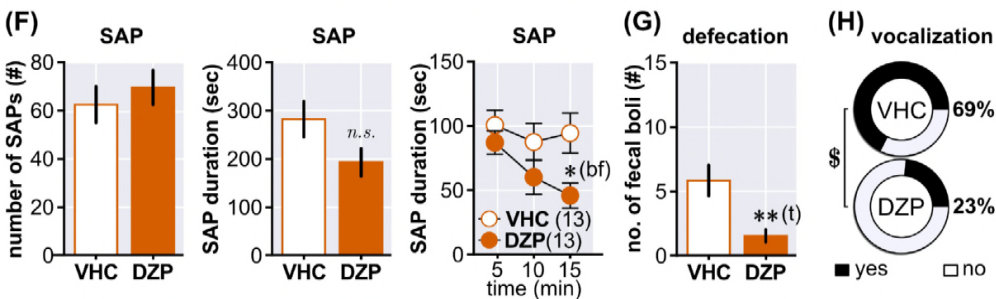 (F)
SAP
number of SAPs (#)
80
60
40
20
0
VHC DZP
SAP
SAP duration (sec)
400
300
200
100
0
n.s.
VHC DZP
SAP
SAP duration (sec)
150
100
50
0
*(bf)
VHC (13)
DZP(13)
5 10 15
time (min)
(G)
defecation
no. of fecal boli (#)
15
10
5
0
**(t)
VHC DZP
(H)
vocalization
$
VHC
69%
DZP
23%
yes no